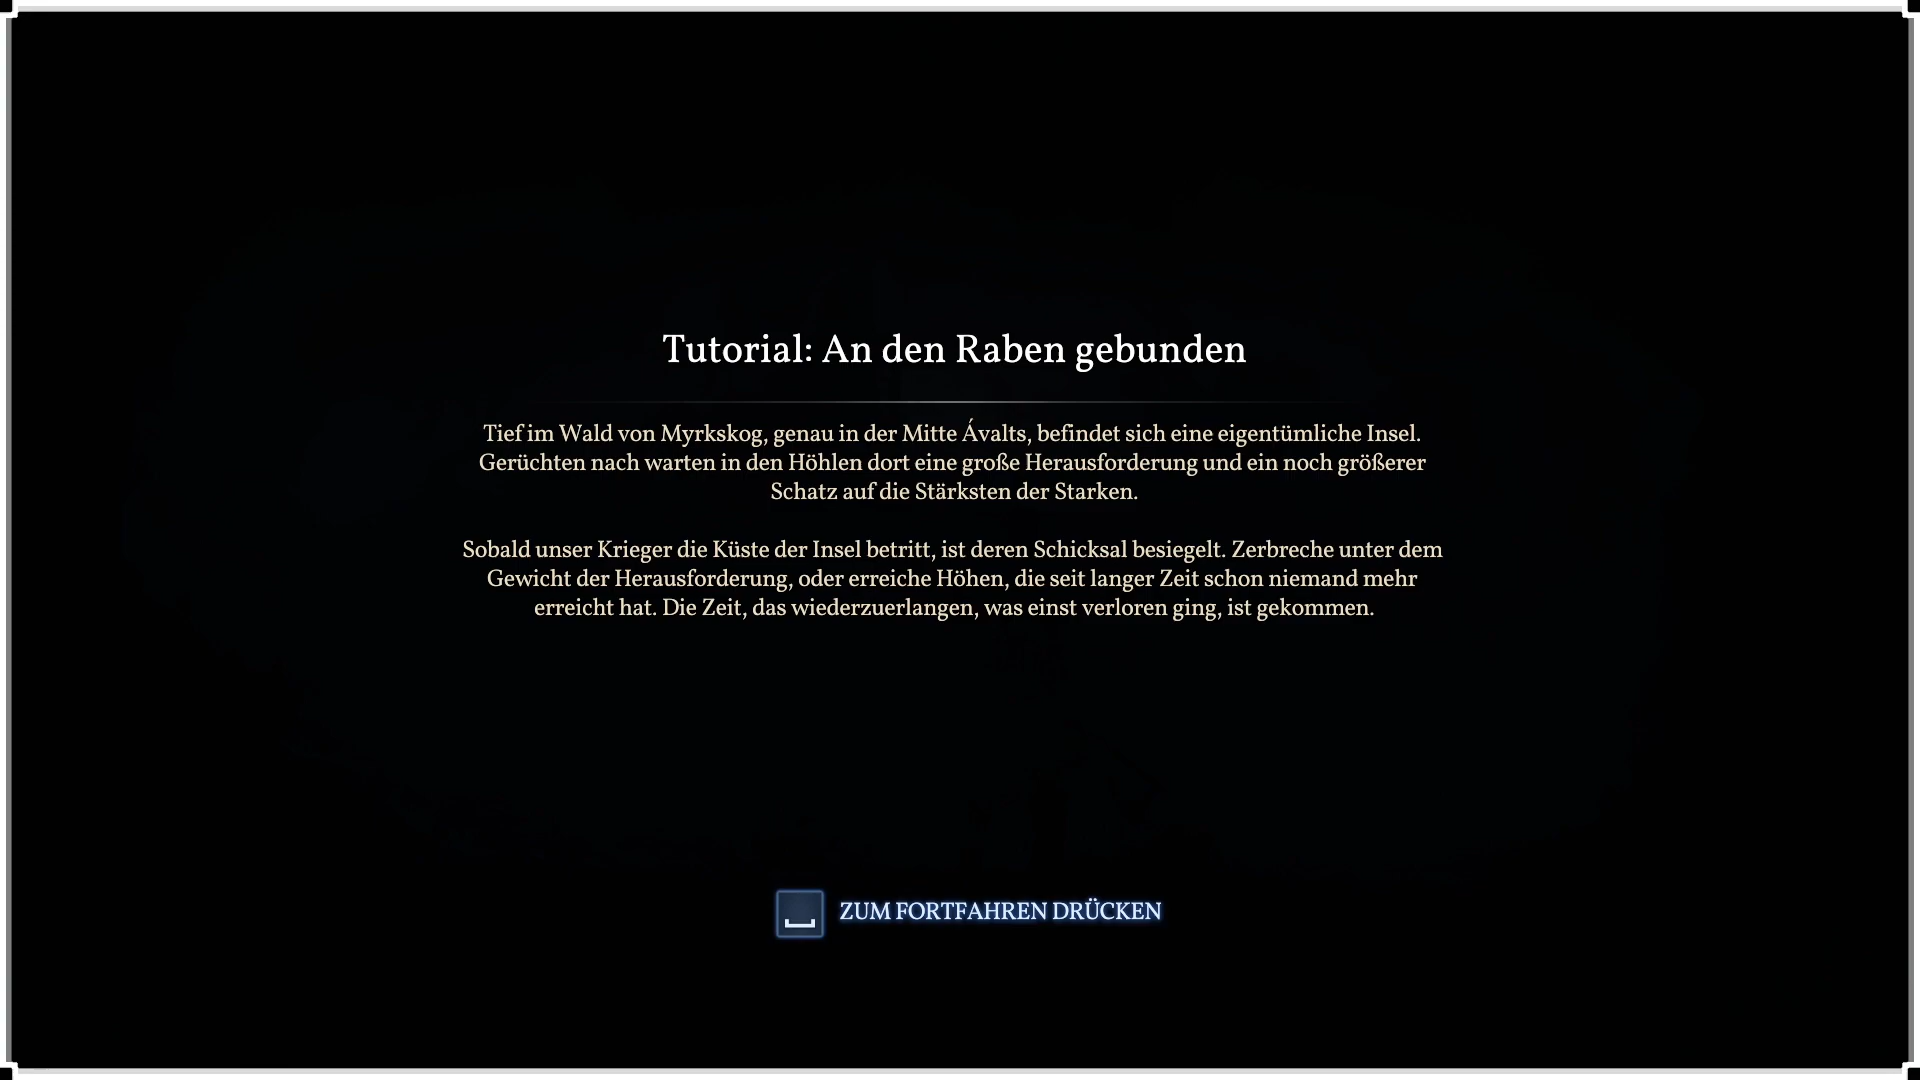 Tutorial: An den Raben gebunden
Tief im Wald von Myrkskog, genau in der Mitte Ávalts, befindet sich eine eigentümliche Insel.
Gerüchten nach warten in den Höhlen dort eine große Herausforderung und ein noch größerer
Schatz auf die Stärksten der Starken.
Sobald unser Krieger die Küste der Insel betritt, ist deren Schicksal besiegelt. Zerbreche unter dem
Gewicht der Herausforderung, oder erreiche Höhen, die seit langer Zeit schon niemand mehr
erreicht hat. Die Zeit, das wiederzuerlangen, was einst verloren ging, ist gekommen.
ZUM FORTFAHREN DRÜCKEN